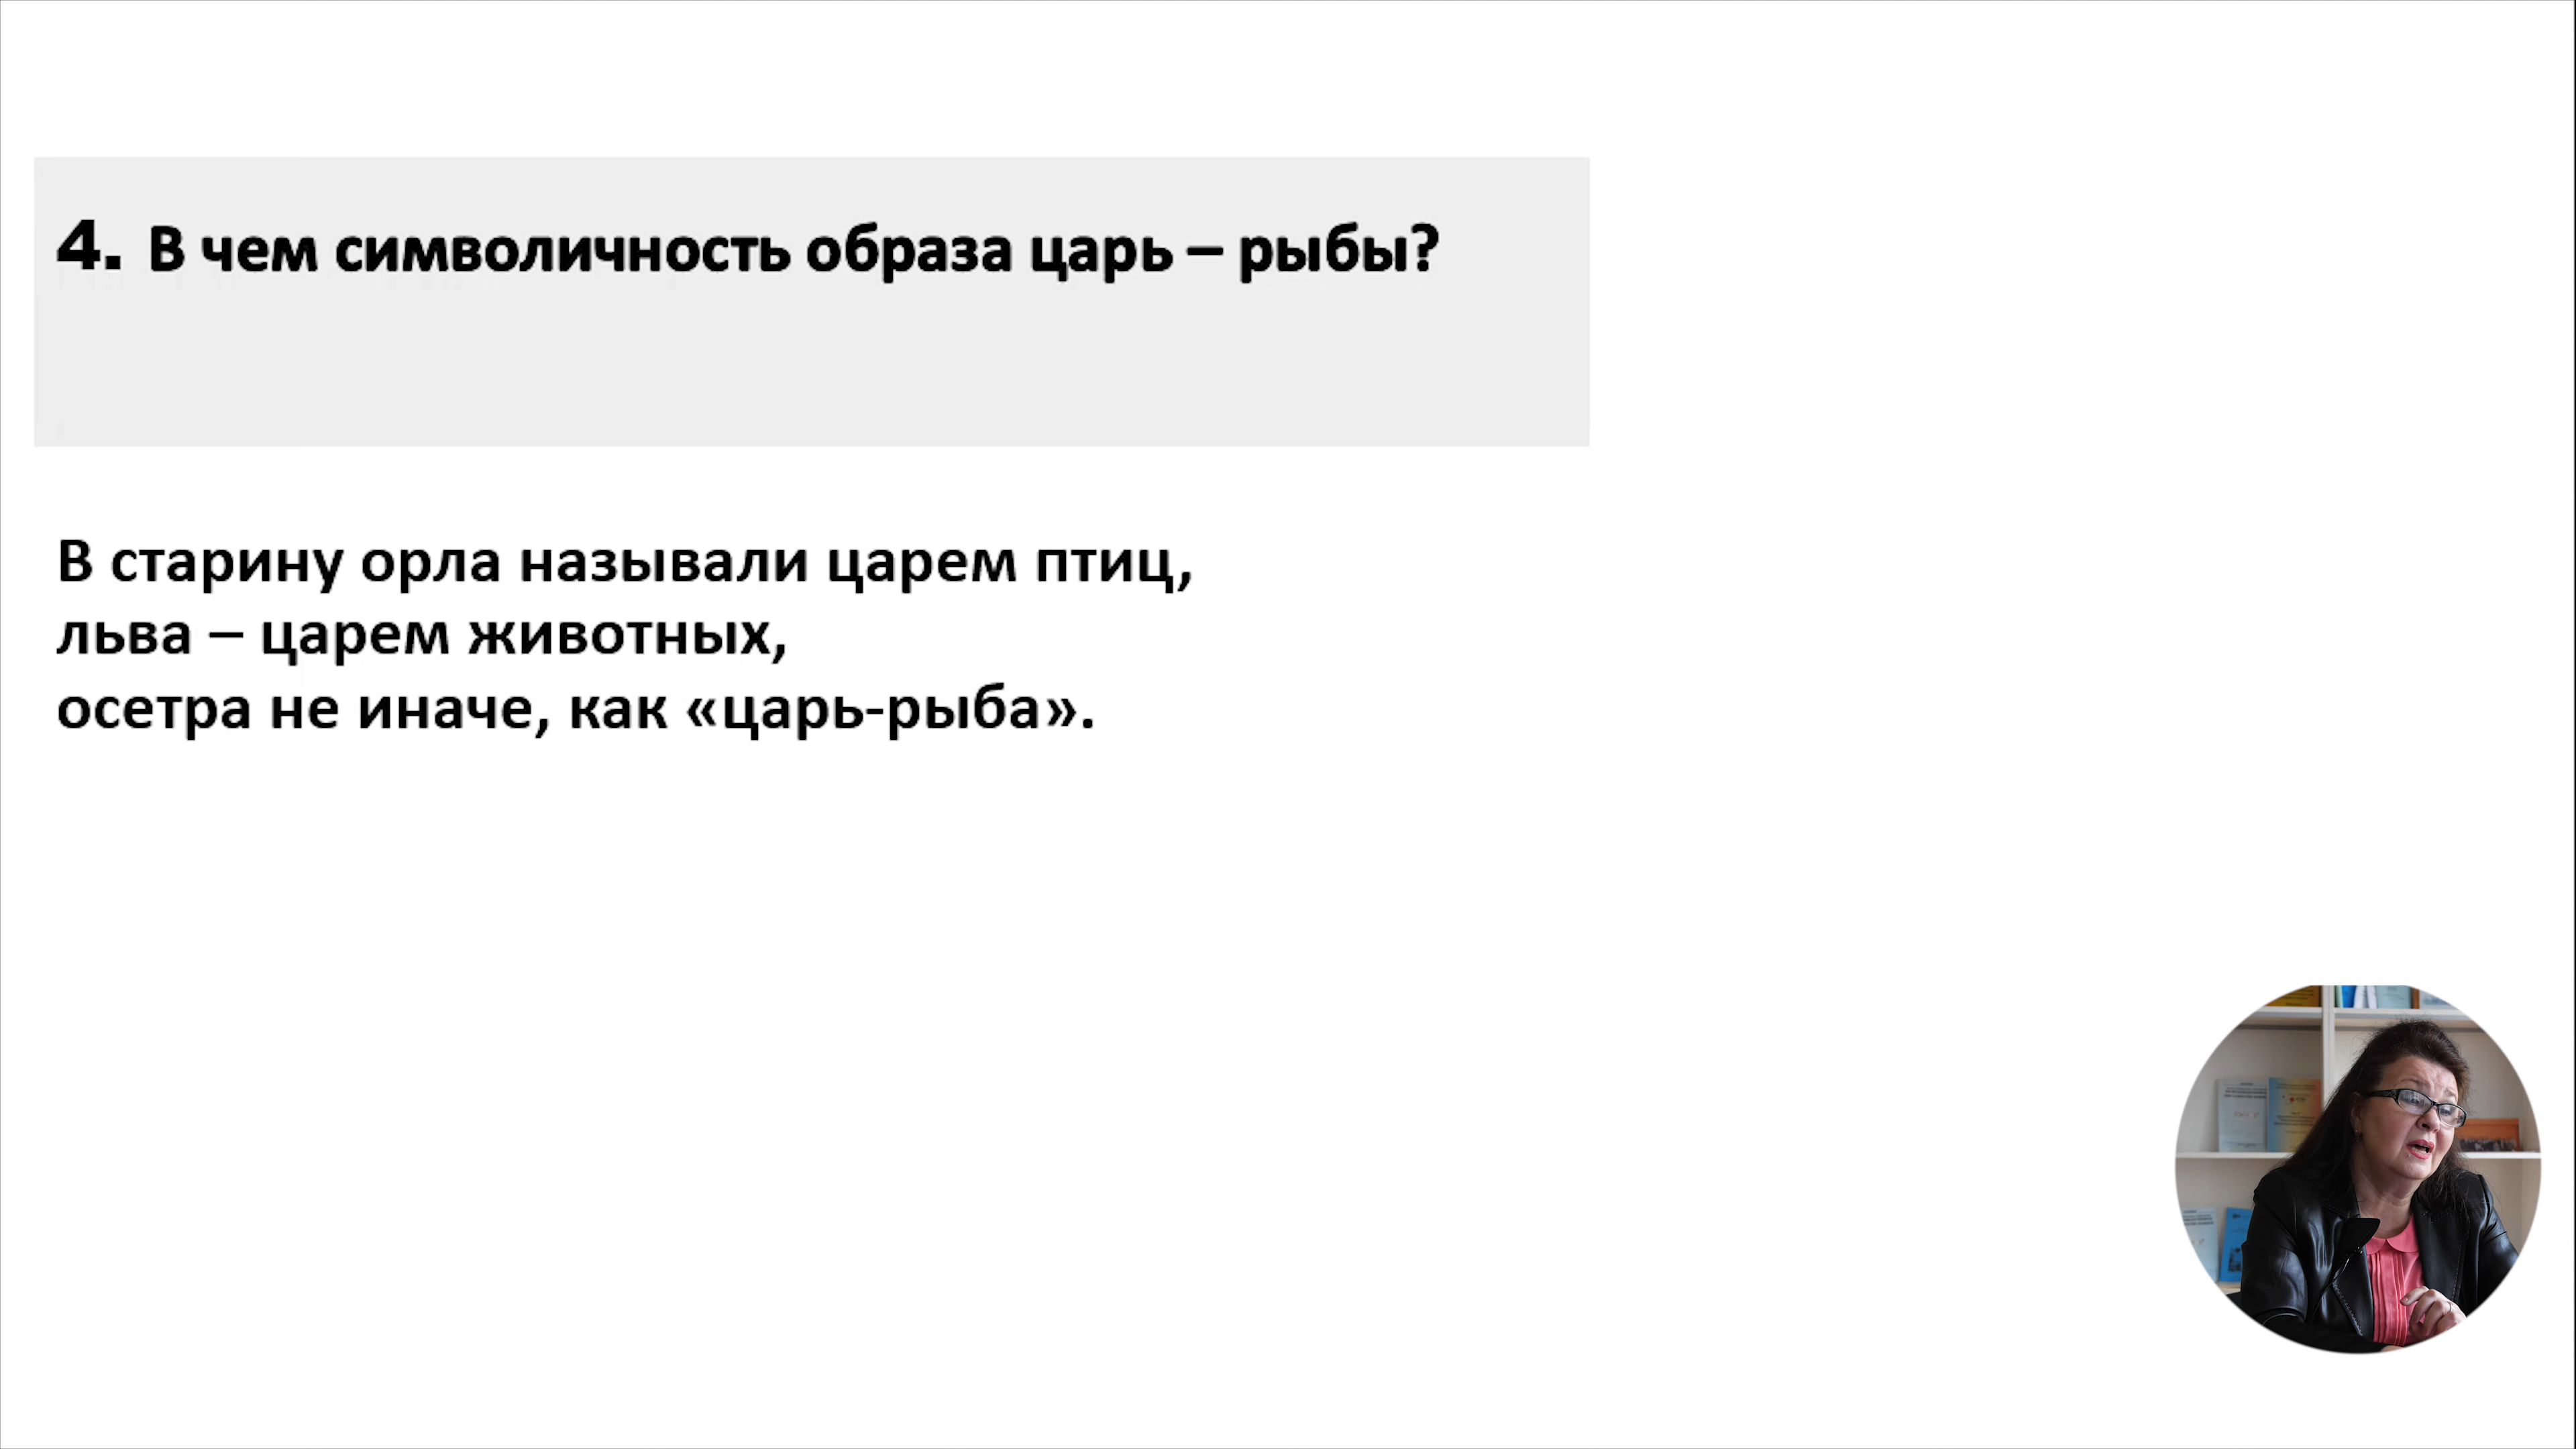 4. В чем символичность образа царь – рыбы?
В старину орла называли царем птиц,
льва – царем животных,
осетра не иначе, как «царь-рыба».